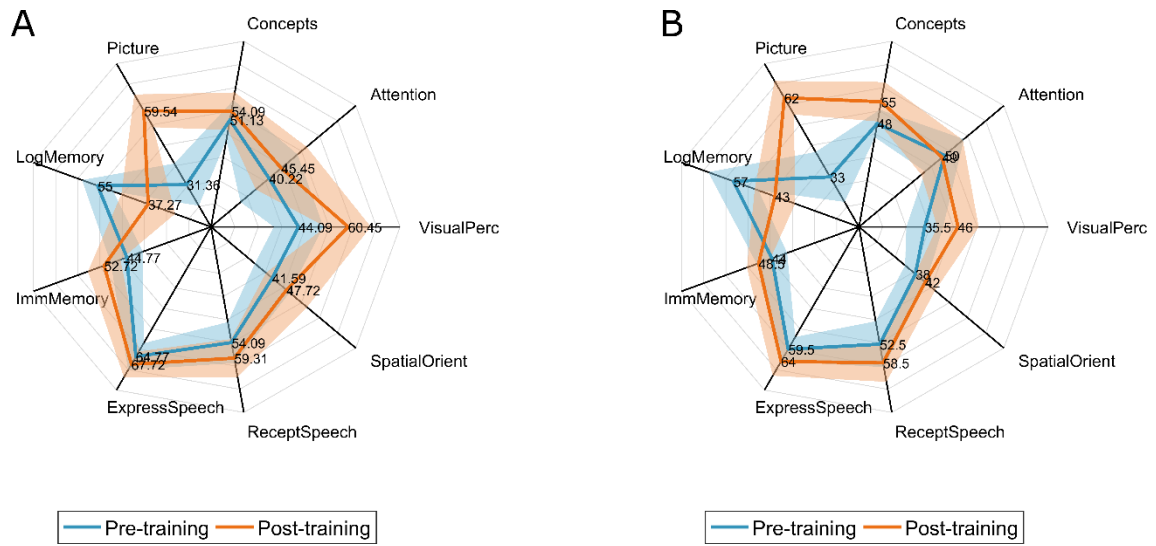 A
Concepts
Picture
Attention
59.54
54.09
51.13
LogMemory
45.45
40.22
55
31.36
37.27
44.09
60.45
VisualPerc
44.77
52.72
41.59
47.72
ImmMemory
54.09
59.31
64.77
67.72
SpatialOrient
ExpressSpeech
ReceptSpeech
Pre-training
Post-training
B
Concepts
Picture
Attention
62
55
48
LogMemory
50
57
33
43
35.5
46
VisualPerc
44
48.5
38
42
ImmMemory
52.5
58.5
59.5
64
SpatialOrient
ExpressSpeech
ReceptSpeech
Pre-training
Post-training